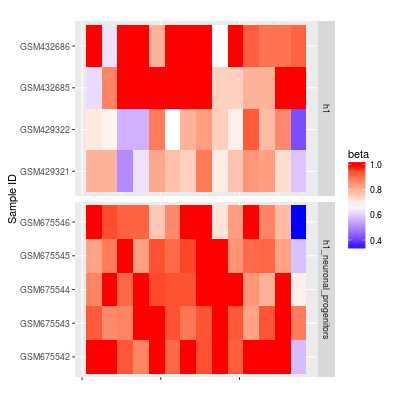 Sample ID
GSM432686
GSM432685
GSM429322
GSM429321
h1
GSM675546
GSM675545
GSM675544
GSM675543
GSM675542
h1_neuronal_progenitors
beta
1.0
0.8
0.6
0.4